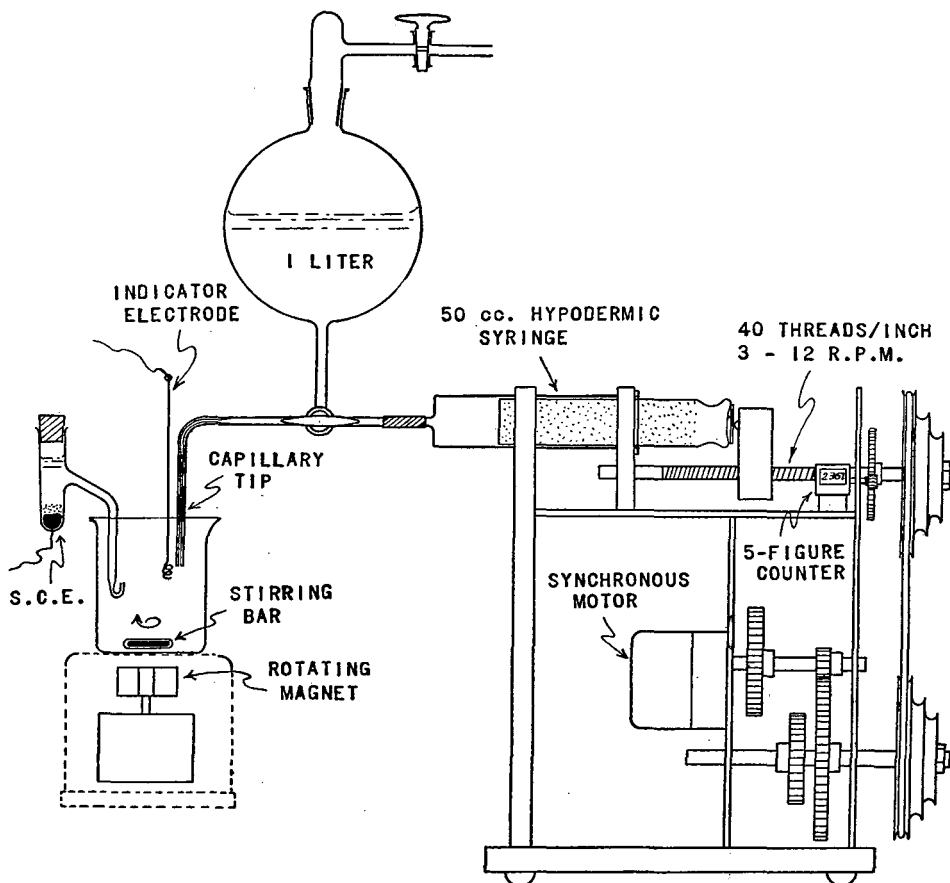 1 LITER
INDICATOR
ELECTRODE
50 cc. HYPODERMIC
SYRINGE
40 THREADS/INCH
3 - 12 R.P.M.
CAPILLARY
TIP
5-FIGURE
COUNTER
S.C.E.
STIRRING
BAR
SYNCHRONOUS
MOTOR
ROTATING
MAGNET